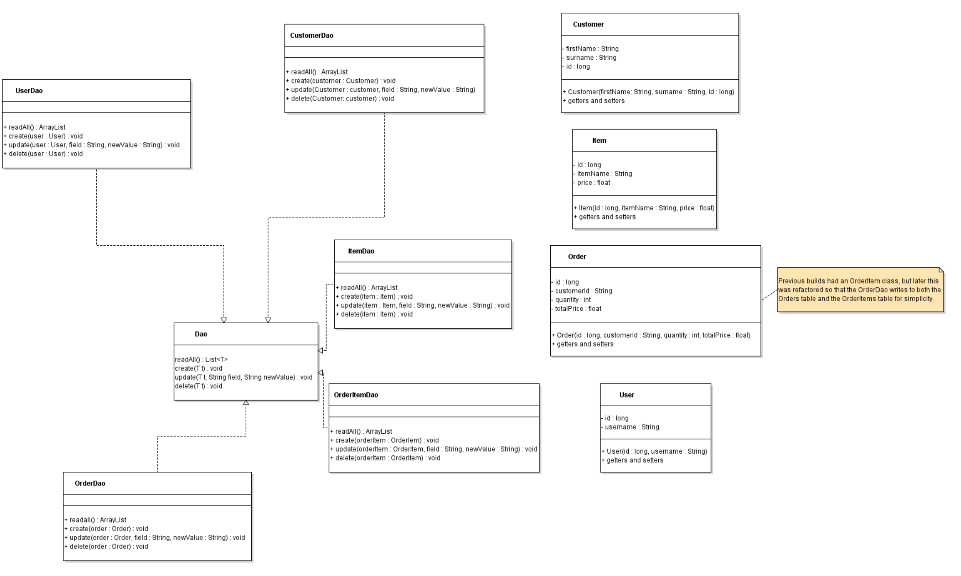 CustomerDao
+ readAll() : ArrayList
+ create(customer : Customer) : void
+ update(Customer : customer, field : String, newValue : String)
+ delete(Customer: customer) : void
Customer
- firstName : String
- surname : String
- id : long
+ Customer(firstName: String, surname : String, id : long)
+ getters and setters
UserDao
+ readAll() : ArrayList
+ create(user : User) : void
+ update(user : User, field : String, newValue : String) : void
+ delete(user : User) : void
Item
- id : long
- itemName : String
- price : float
+ Item(id : long, itemName : String, price : float)
+ getters and setters
ItemDao
+ readAll() : ArrayList
+ create(item : Item) : void
+ update(item : Item, field : String, newValue : String) : void
+ delete(item : Item) : void
Order
- id : long
- customerId : String
- quantity : int
- totalPrice : float
+ Order(id : long, customerId : String, quantity : int, totalPrice : float)
+ getters and setters
Previous builds had an OrderItem class, but later this
was refactored so that the OrderDao writes to both the
Orders table and the OrderItems table for simplicity.
Dao
readAll() : List<T>
create(T t) : void
update(T t, String field, String newValue) : void
delete(T t) : void
OrderItemDao
+ readAll() : ArrayList
+ create(orderItem : OrderItem) : void
+ update(orderItem : OrderItem, field : String, newValue : String) : void
+ delete(orderItem : OrderItem) : void
User
- id : long
- username : String
+ User(id : long, username : String)
+ getters and setters
OrderDao
+ readall() : ArrayList
+ create(order : Order) : void
+ update(order : Order, field : String, newValue : String) : void
+ delete(order : Order) : void